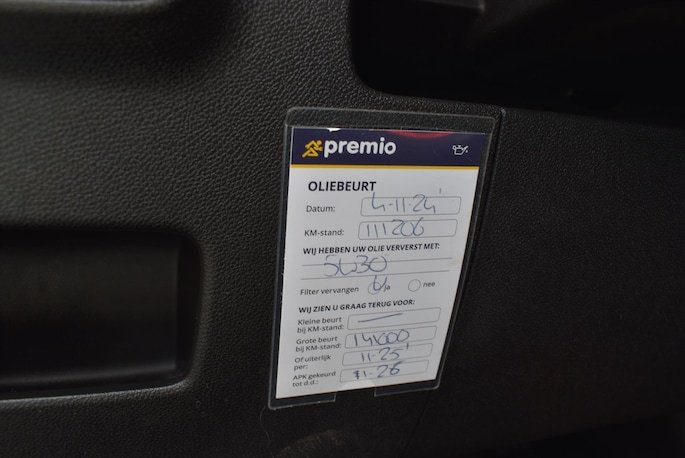 premio
OLIEBEURT
Datum: 4-11-24'
KM-stand: 111206
WIJ HEBBEN UW OLIE VERVERST MET:
5W30
Filter vervangen ja nee
WIJ ZIEN U GRAAG TERUG VOOR:
Kleine beurt
bij KM-stand: —
Grote beurt
bij KM-stand: 141000
Of uiterlijk
per: 11-25'
APK gekeurd
tot d.d.: 11-26